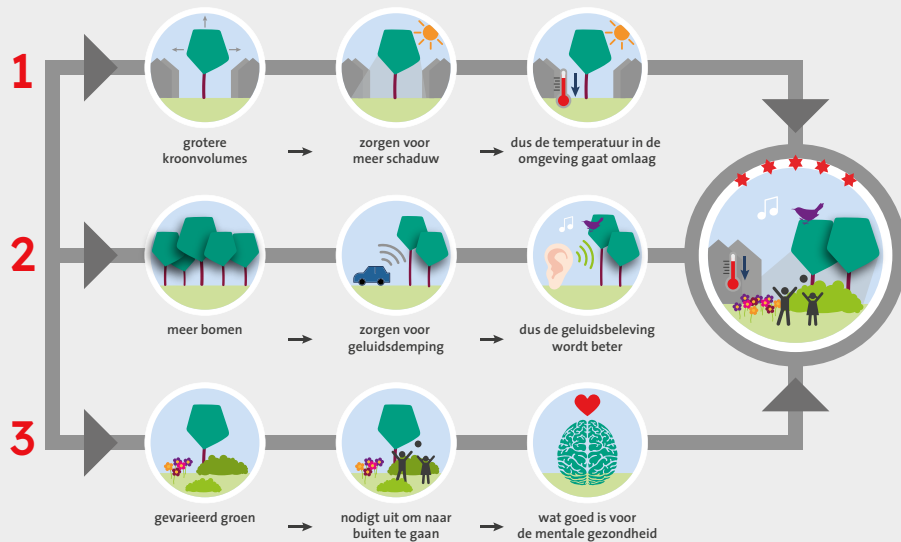 1
grotere
kroonvolumes
zorgen voor
meer schaduw
dus de temperatuur in de
omgeving gaat omlaag
2
meer bomen
zorgen voor
geluidsdemping
dus de geluidsbeleving
wordt beter
3
gevarieerd groen
nodigt uit om naar
buiten te gaan
wat goed is voor
de mentale gezondheid